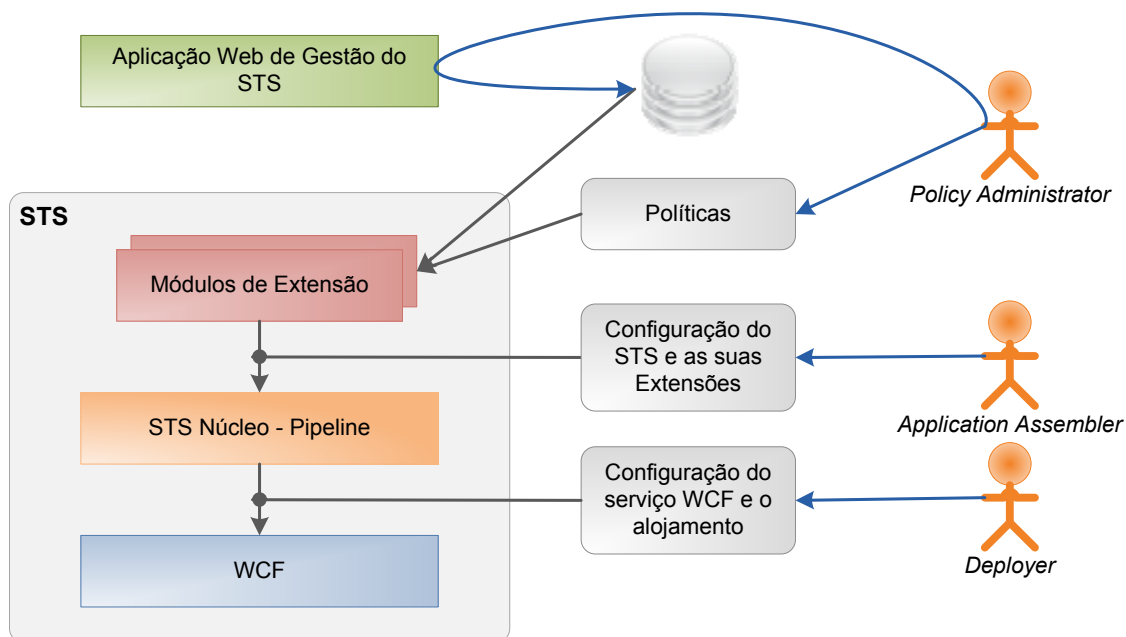 Aplicação Web de Gestão do
STS
Policy Administrator
Políticas
STS
Módulos de Extensão
Configuração do
STS e as suas
Extensões
Application Assembler
STS Núcleo - Pipeline
Configuração do
serviço WCF e o
alojamento
Deployer
WCF